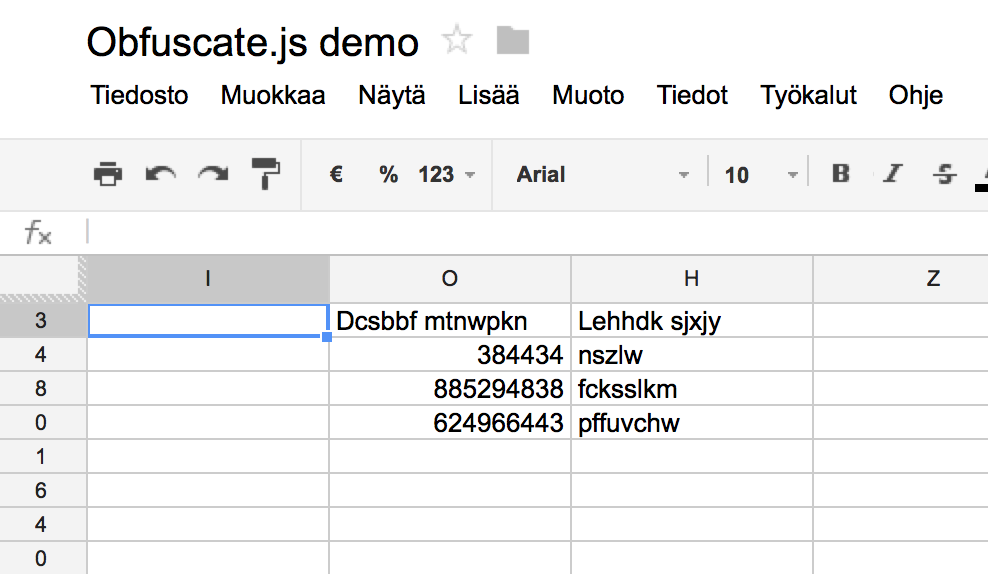 Obfuscate.js demo
Tiedosto Muokkaa Näytä Lisää Muoto Tiedot Työkalut Ohje
€ % 123 Arial 10 B I S
fx
I O H Z
3 Dcsbbf mtnwpkn Lehhdk sjxjy
4 384434 nszlw
8 885294838 fcksslkm
0 624966443 pffuvchw
1
6
4
0